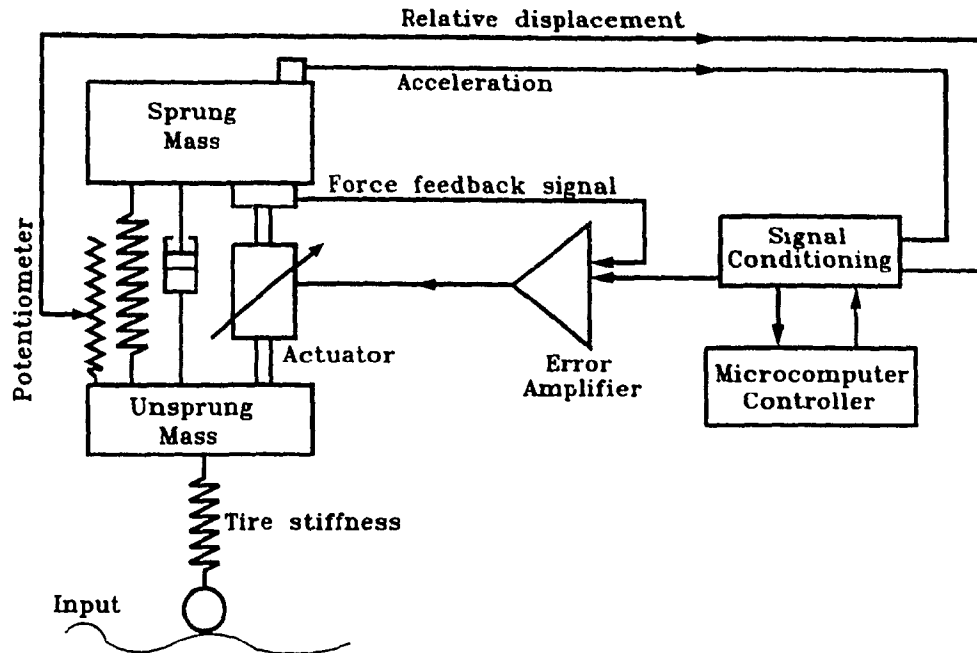 Relative displacement
Acceleration
Sprung
Mass
Force feedback signal
Signal
Conditioning
Potentiometer
Actuator
Error
Amplifier
Microcomputer
Controller
Unsprung
Mass
Tire stiffness
Input